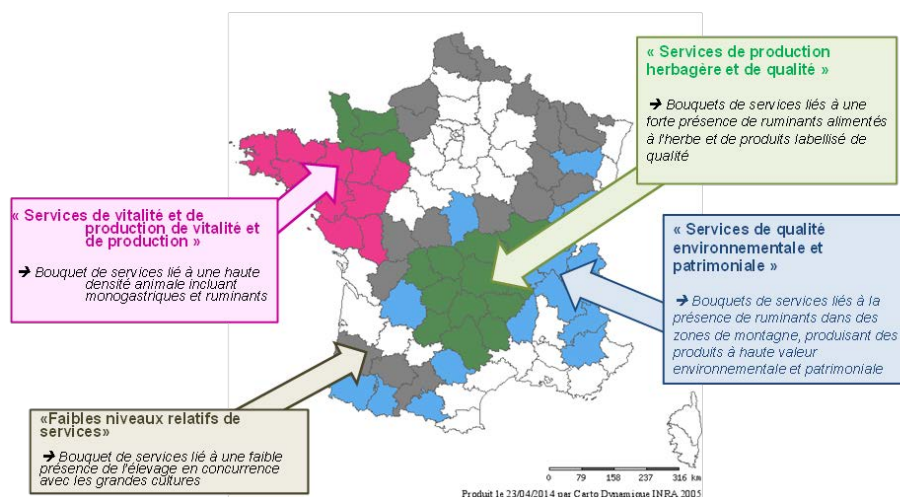 « Services de production
herbagère et de qualité »
➔ Bouquets de services liés à une
forte présence de ruminants alimentés
à l'herbe et de produits labellisé de
qualité
« Services de vitalité et de
production de vitalité et
de production »
➔ Bouquet de services lié à une haute
densité animale incluant
monogastriques et ruminants
« Services de qualité
environnementale et
patrimoniale »
➔ Bouquets de services liés à la
présence de ruminants dans des
zones de montagne, produisant des
produits à haute valeur
environnementale et patrimoniale
«Faibles niveaux relatifs de
services»
➔ Bouquet de services lié à une faible
présence de l'élevage en concurrence
avec les grandes cultures
0 79 158 237 316 km
Produit le 23/04/2014 par Carto Dynamique INRA 2005